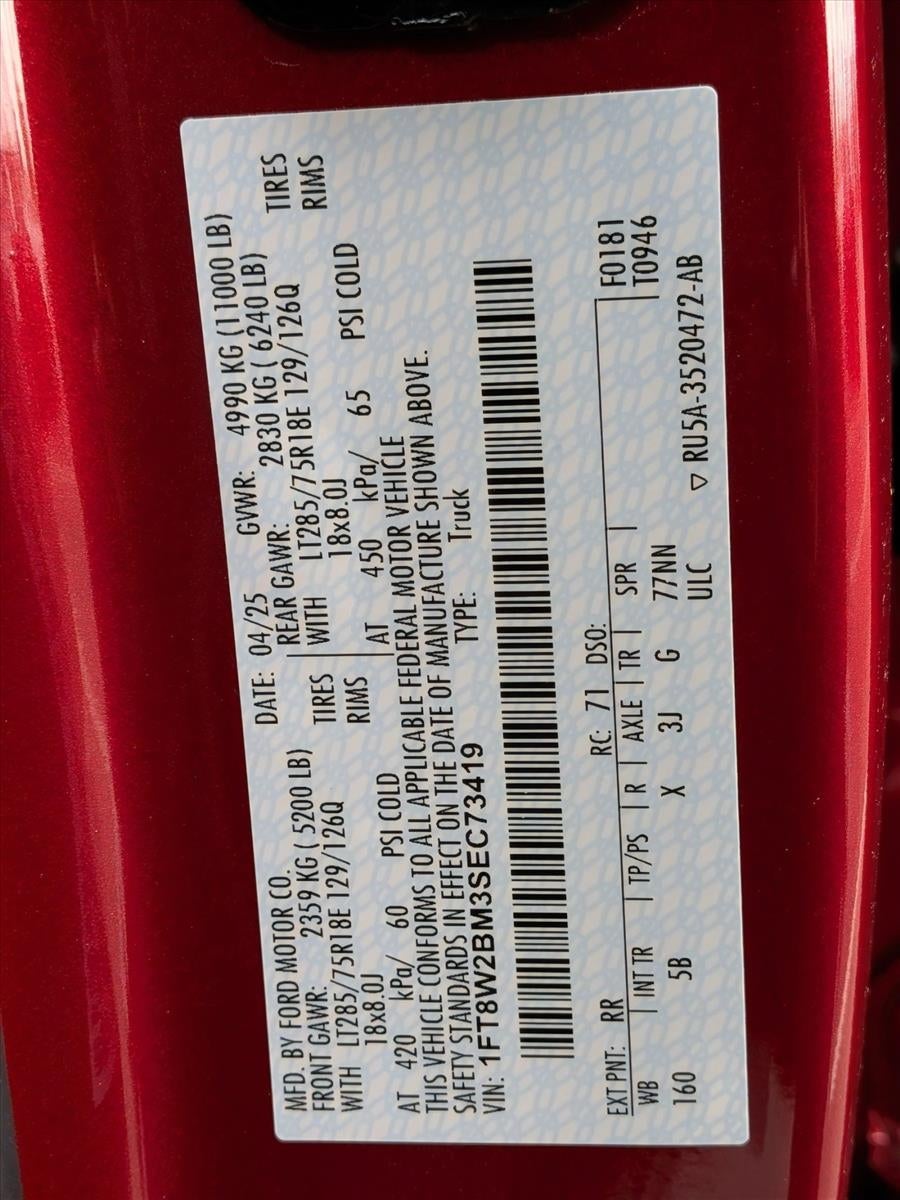 MFD. BY FORD MOTOR CO. DATE: 04/25 GVWR: 4990 KG (11000 LB)
FRONT GAWR: 2359 KG ( 5200 LB) REAR GAWR: 2830 KG ( 6240 LB)
WITH LT285/75R18E 129/126Q TIRES WITH LT285/75R18E 129/126Q TIRES
18x8.0J RIMS 18x8.0J RIMS
AT 420 kPa/ 60 PSI COLD AT 450 kPa/ 65 PSI COLD
THIS VEHICLE CONFORMS TO ALL APPLICABLE FEDERAL MOTOR VEHICLE
SAFETY STANDARDS IN EFFECT ON THE DATE OF MANUFACTURE SHOWN ABOVE.
VIN: 1FT8W2BM3SEC73419 TYPE: Truck
EXT PNT: RR RC: 71 DSO: F0181
WB INT TR TP/PS R AXLE TR SPR T0946
160 5B X 3J G 77NN
ULC ▽ RU5A-3520472-AB